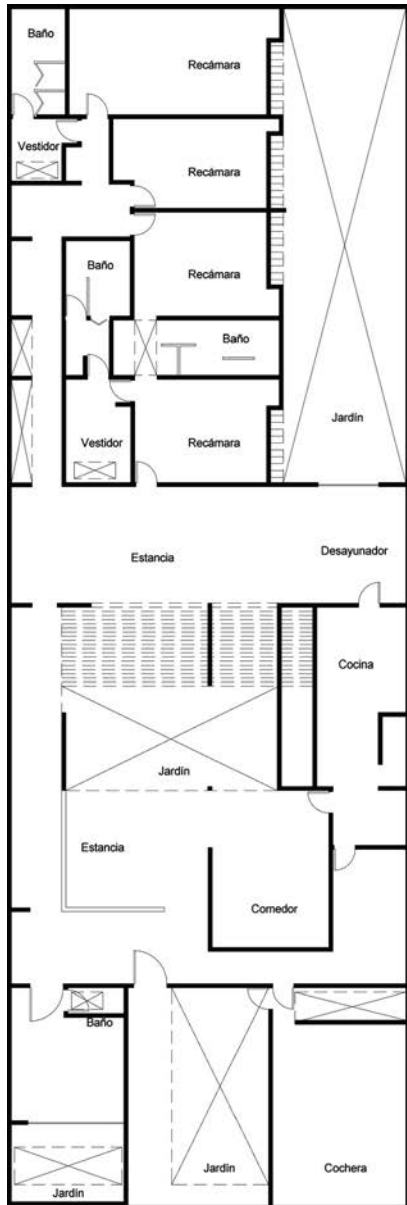 Baño
Recámara
Vestidor
Recámara
Baño
Recámara
Baño
Vestidor
Recámara
Jardín
Estancia
Desayunador
Cocina
Jardín
Estancia
Comedor
Baño
Jardín
Jardín
Cochera